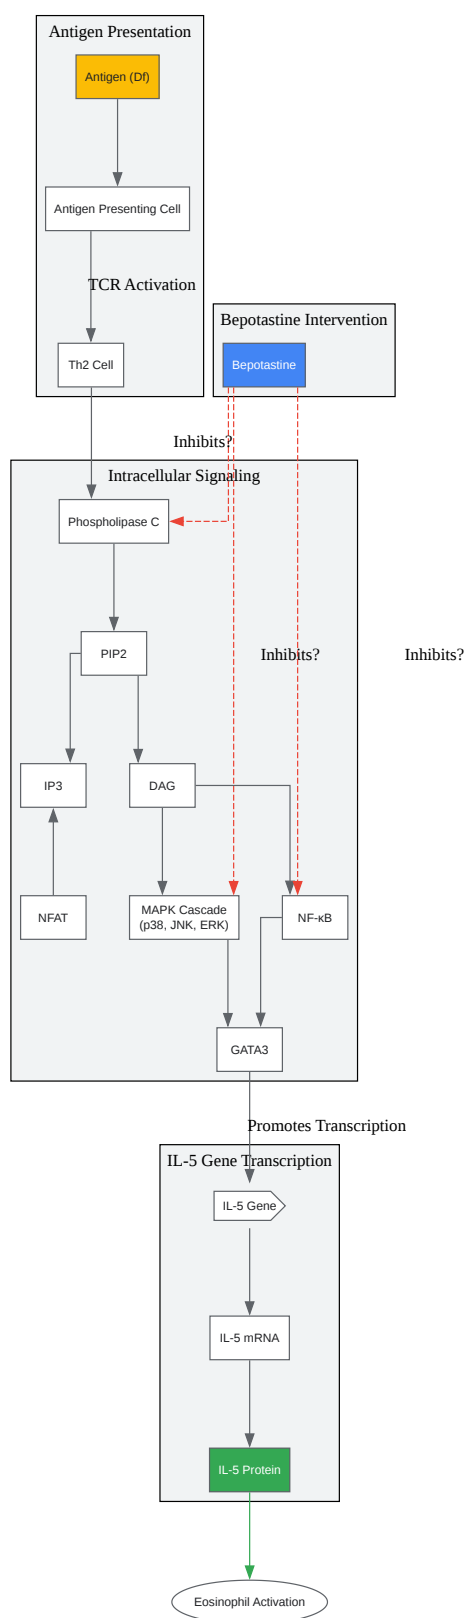 Antigen Presentation
Antigen (Df)
Antigen Presenting Cell
TCR Activation
Th2 Cell
Bepotastine Intervention
Bepotastine
Inhibits?
Intracellular Signaling
Phospholipase C
PIP2
Inhibits?
Inhibits?
IP3
DAG
NFAT
MAPK Cascade
(p38, JNK, ERK)
NF-κB
GATA3
Promotes Transcription
IL-5 Gene Transcription
IL-5 Gene
IL-5 mRNA
IL-5 Protein
Eosinophil Activation